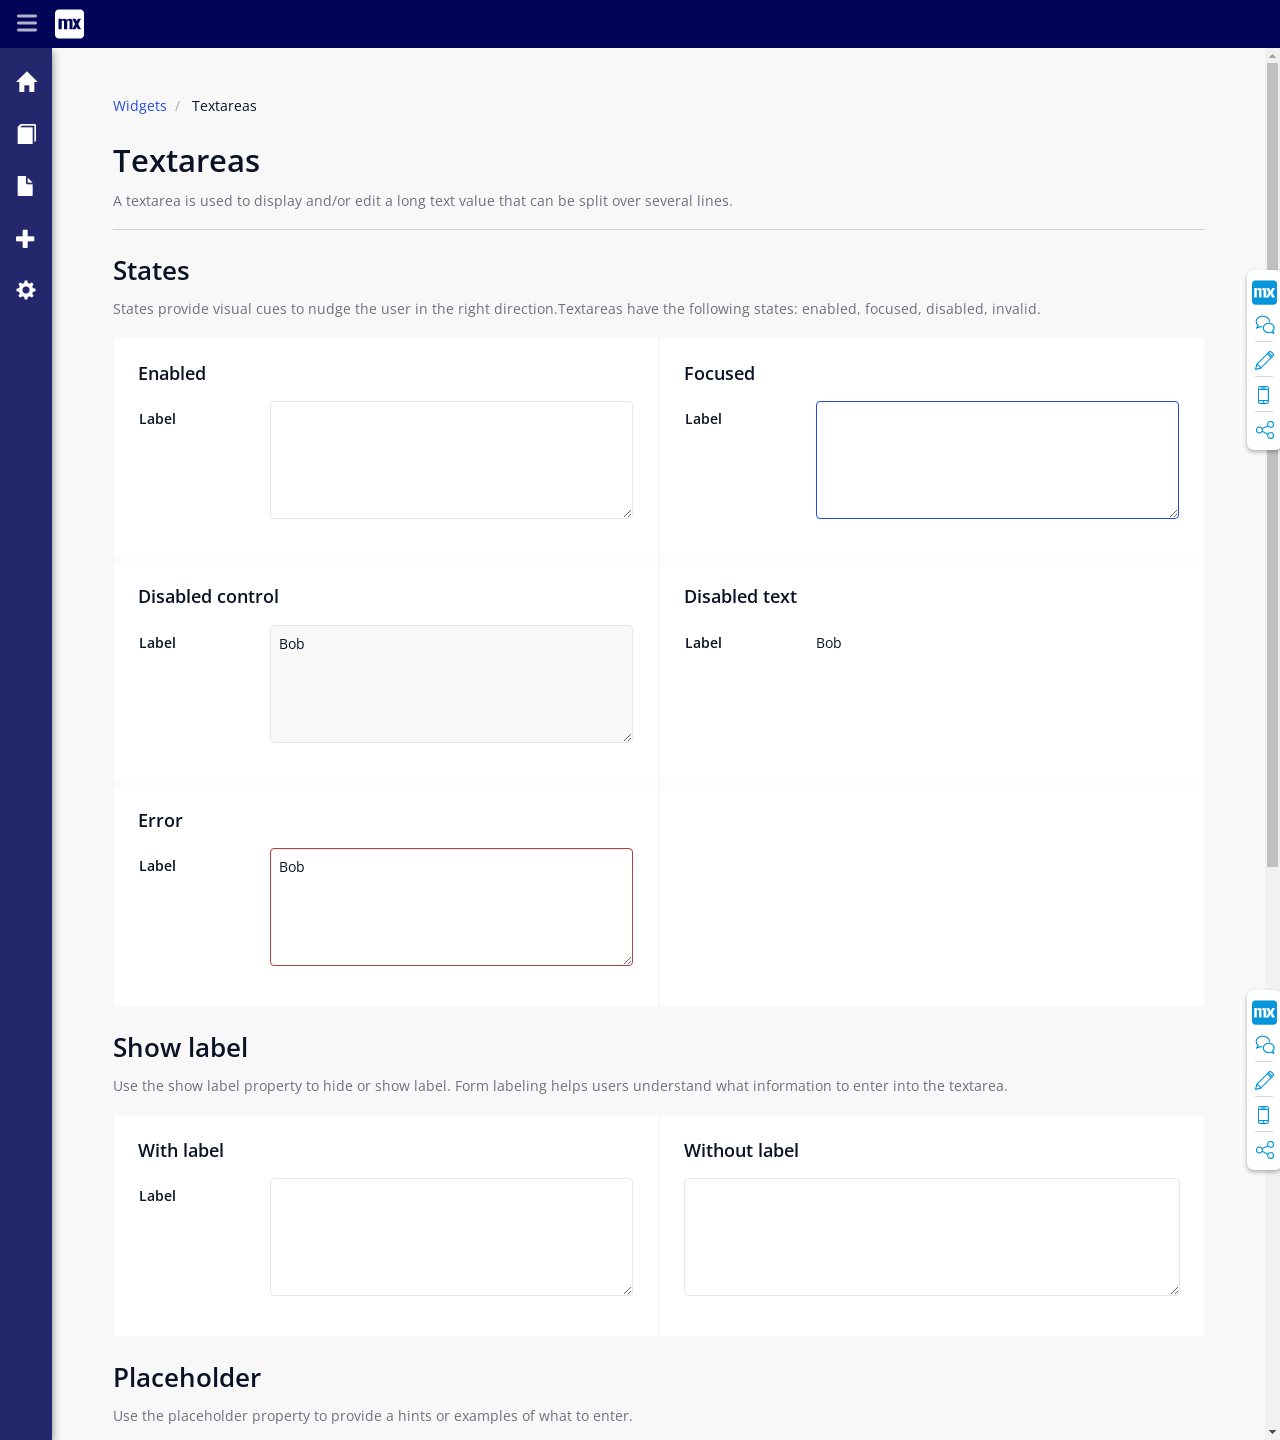 mx
Widgets / Textareas
Textareas
A textarea is used to display and/or edit a long text value that can be split over several lines.
States
States provide visual cues to nudge the user in the right direction.Textareas have the following states: enabled, focused, disabled, invalid.
mx
Enabled
Focused
Label
Label
Disabled control
Disabled text
Label
Bob
Label
Bob
Error
Label
Bob
mx
Show label
Use the show label property to hide or show label. Form labeling helps users understand what information to enter into the textarea.
With label
Without label
Label
Placeholder
Use the placeholder property to provide a hints or examples of what to enter.